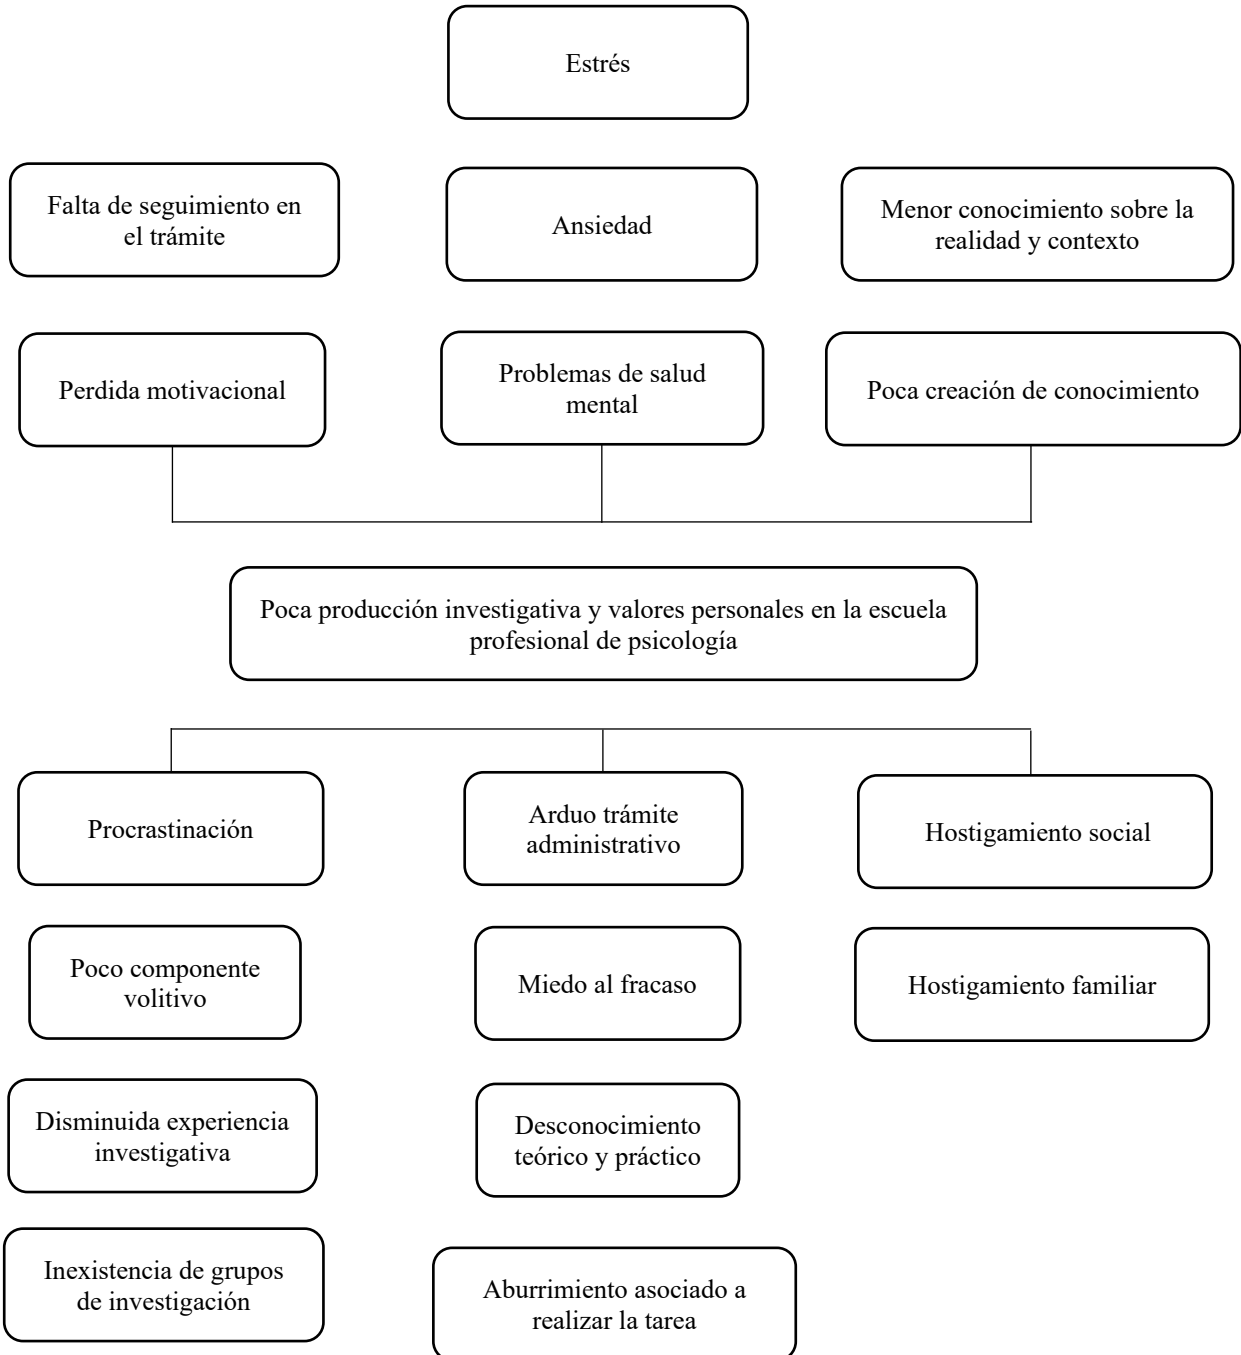 Estrés
Falta de seguimiento en
el trámite
Ansiedad
Menor conocimiento sobre la
realidad y contexto
Perdida motivacional
Problemas de salud
mental
Poca creación de conocimiento
Poca producción investigativa y valores personales en la escuela
profesional de psicología
Procrastinación
Arduo trámite
administrativo
Hostigamiento social
Poco componente
volitivo
Miedo al fracaso
Hostigamiento familiar
Disminuida experiencia
investigativa
Desconocimiento
teórico y práctico
Inexistencia de grupos
de investigación
Aburrimiento asociado a
realizar la tarea